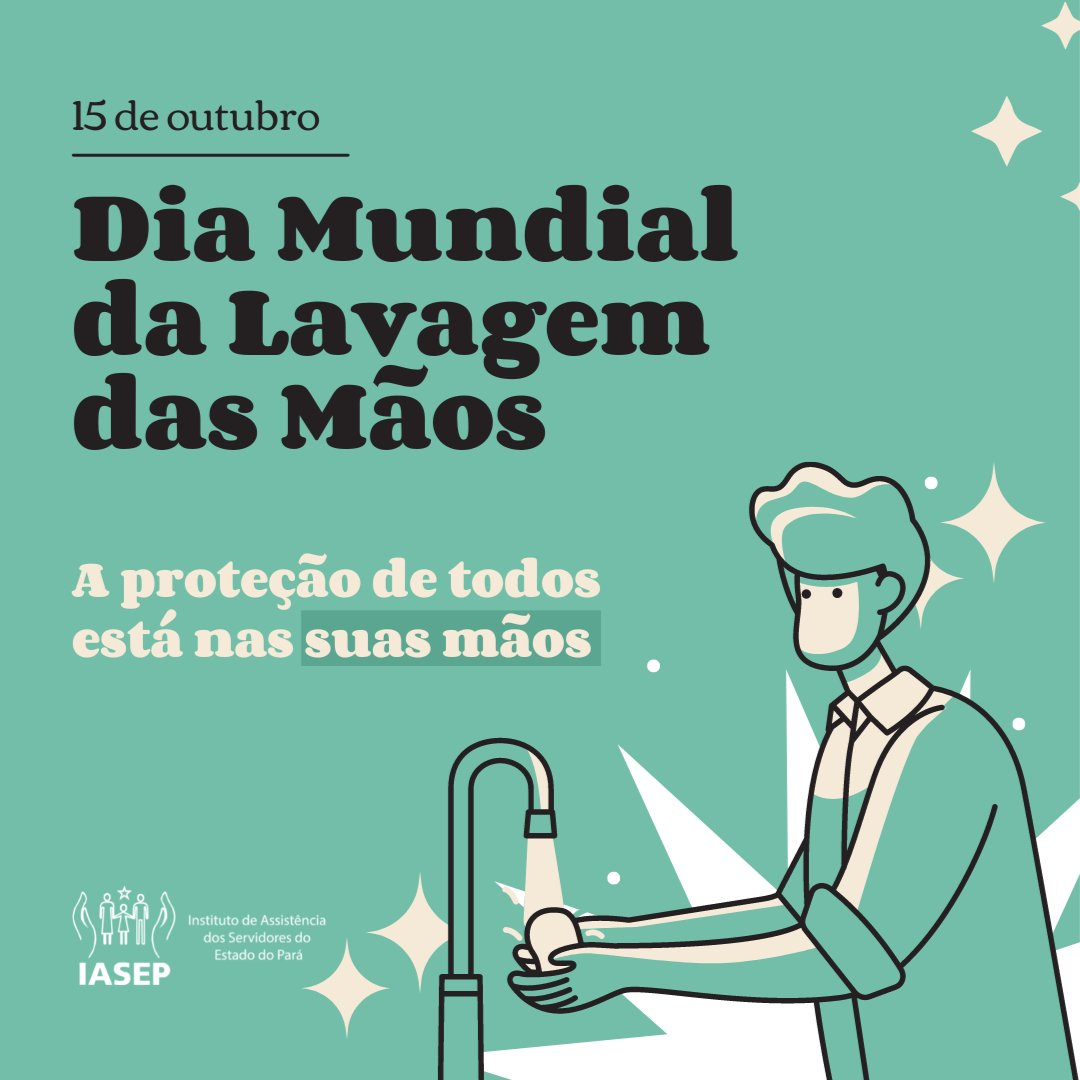 15 de outubro
Dia Mundial
da Lavagem
das Mãos
A proteção de todos
está nas suas mãos
Instituto de Assistência
dos Servidores do
Estado do Pará
IASEP